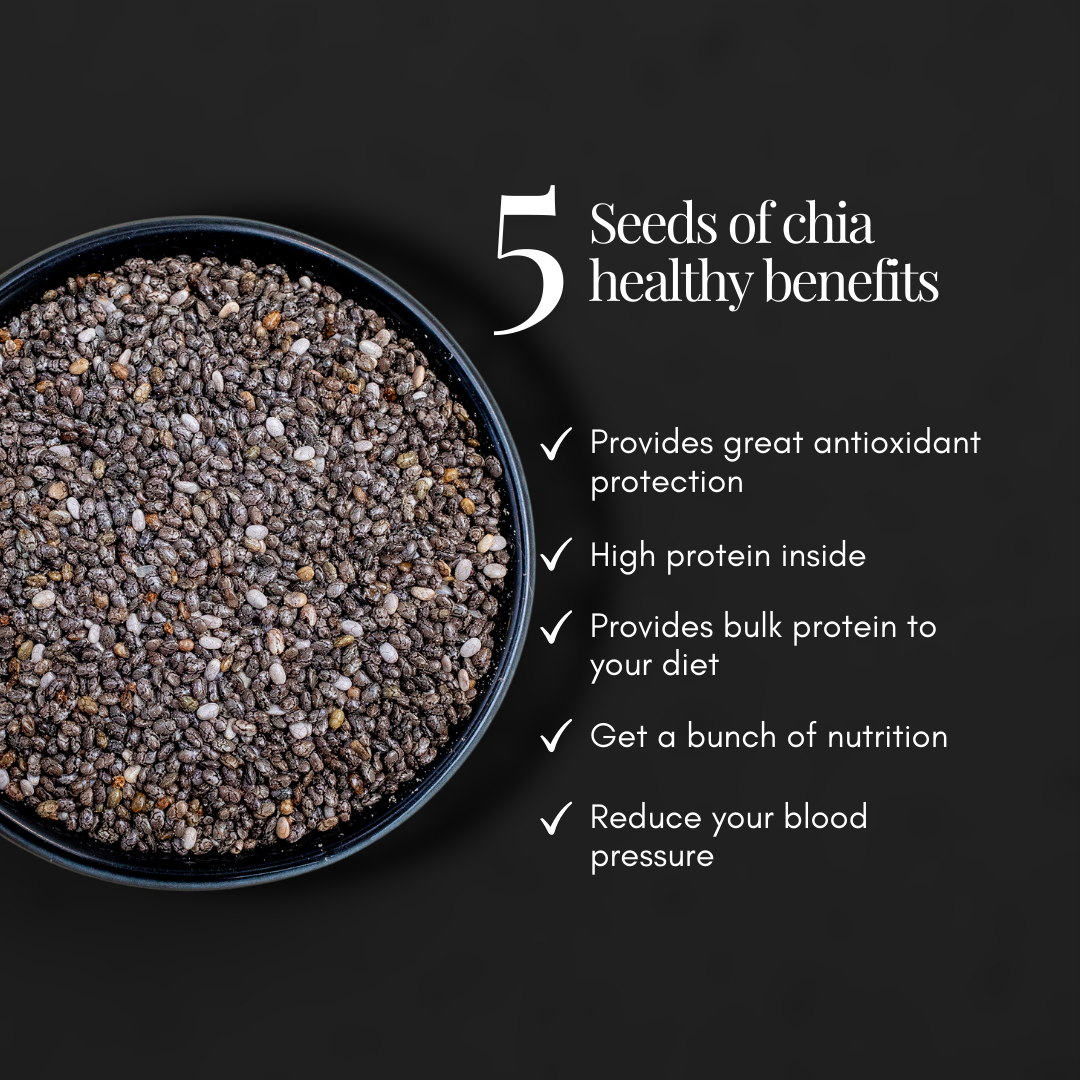 5
Seeds of chia
healthy benefits
Provides great antioxidant
protection
High protein inside
Provides bulk protein to
your diet
Get a bunch of nutrition
Reduce your blood
pressure